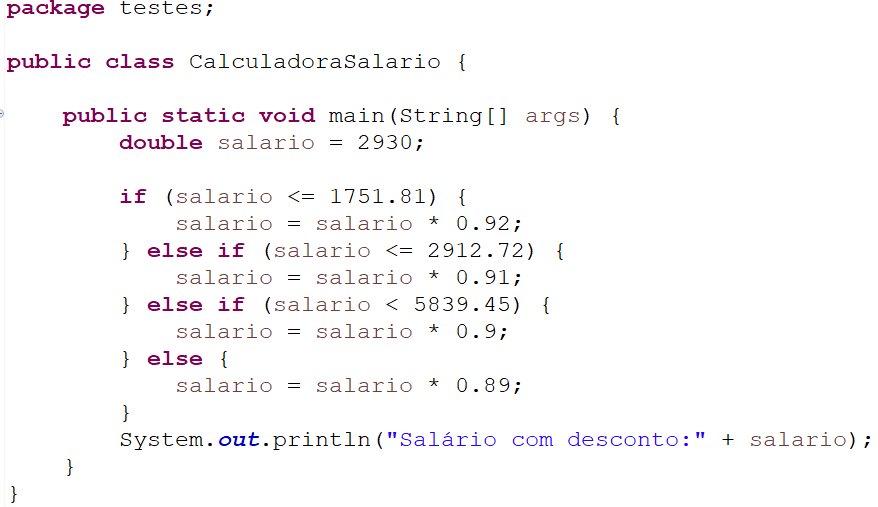 package testes;
public class CalculadoraSalario {
public static void main(String[] args) {
double salario = 2930;
if (salario <= 1751.81) {
salario = salario * 0.92;
} else if (salario <= 2912.72) {
salario = salario * 0.91;
} else if (salario < 5839.45) {
salario = salario * 0.9;
} else {
salario = salario * 0.89;
}
System.out.println("Salário com desconto:" + salario);
}
}